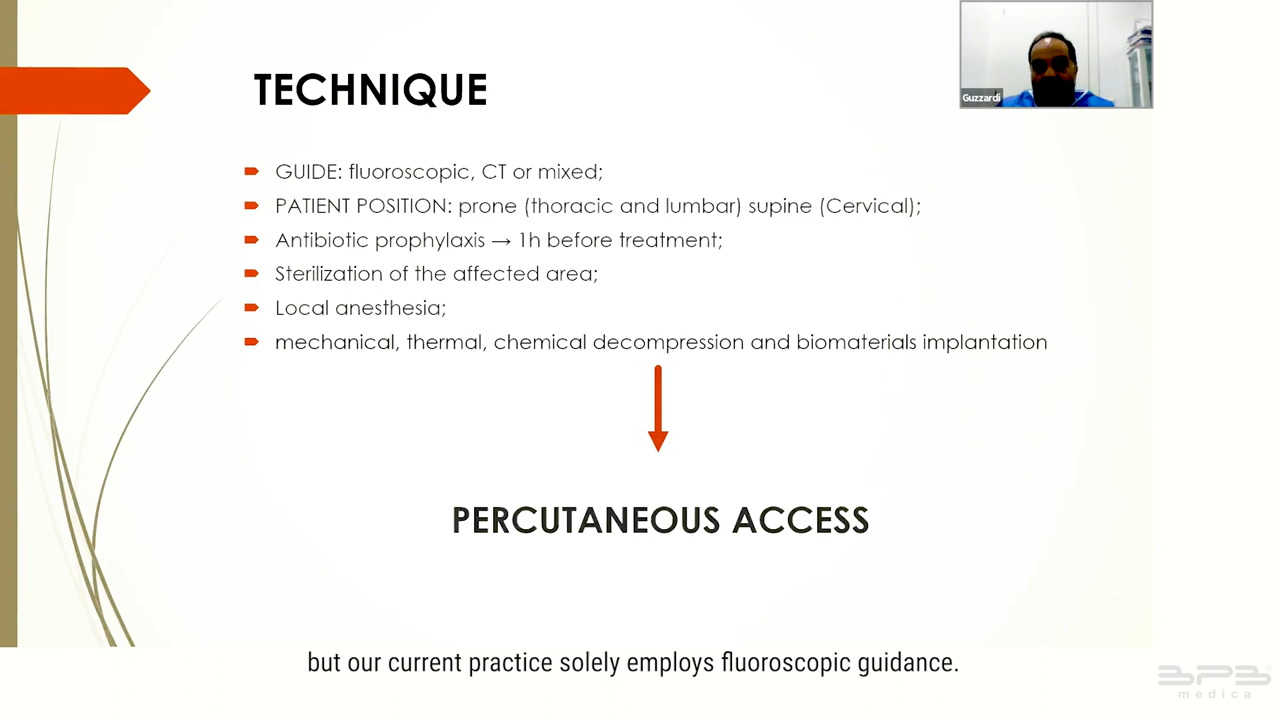 TECHNIQUE
Guzzardi
GUIDE: fluoroscopic, CT or mixed;
PATIENT POSITION: prone (thoracic and lumbar) supine (Cervical);
Antibiotic prophylaxis → 1h before treatment;
Sterilization of the affected area;
Local anesthesia;
mechanical, thermal, chemical decompression and biomaterials implantation
PERCUTANEOUS ACCESS
but our current practice solely employs fluoroscopic guidance.
BPB
medica